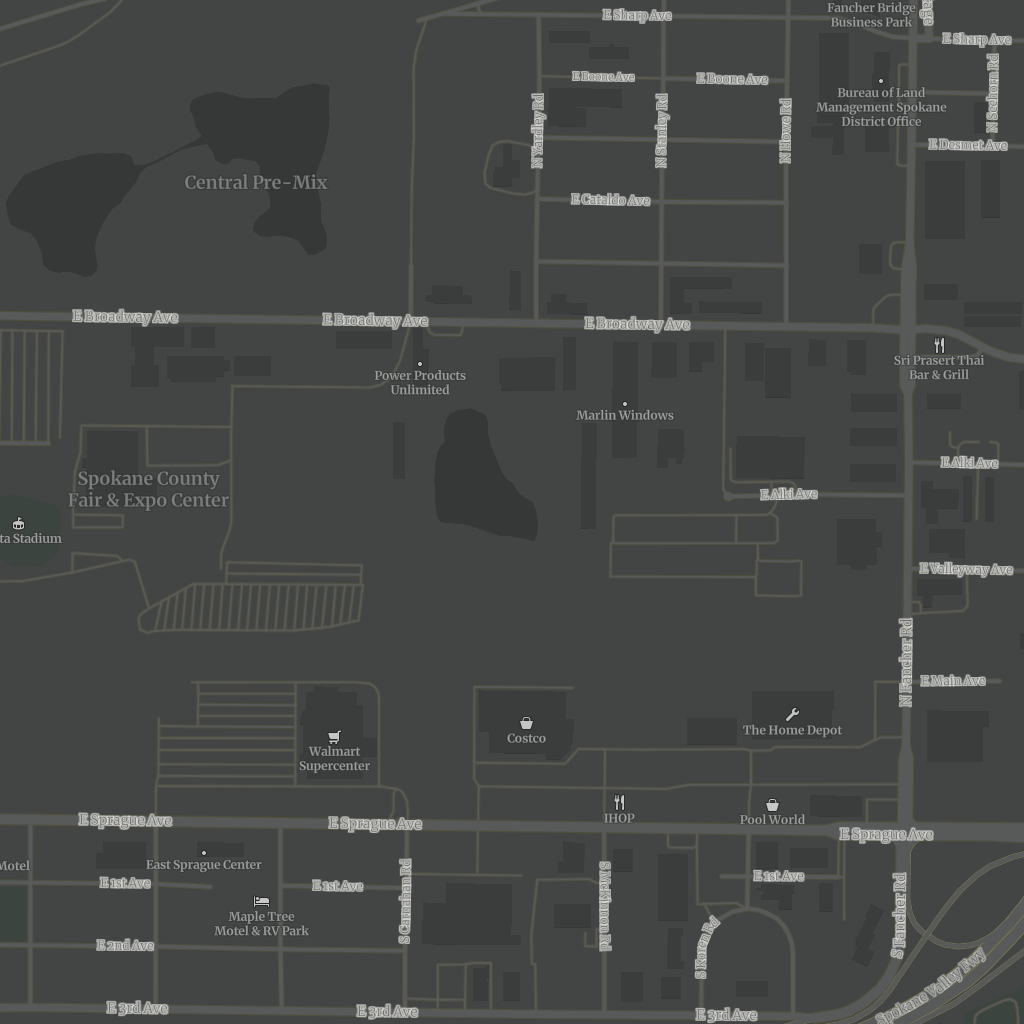 E Sharp Ave
Fancher Bridge
Business Park
E Sharp Ave
E Boone Ave
E Boone Ave
N Seehorn Rd
N Yardley Rd
N Stanley Rd
N Howe Rd
Bureau of Land
Management Spokane
District Office
E Desmet Ave
Central Pre-Mix
E Cataldo Ave
E Broadway Ave
E Broadway Ave
E Broadway Ave
Sri Prasert Thai
Bar & Grill
Power Products
Unlimited
Marlin Windows
E Alki Ave
Spokane County
Fair & Expo Center
E Alki Ave
ta Stadium
E Valleyway Ave
N Fancher Rd
E Main Ave
Costco
The Home Depot
Walmart
Supercenter
IHOP
Pool World
E Sprague Ave
E Sprague Ave
E Sprague Ave
Motel
East Sprague Center
E 1st Ave
E 1st Ave
E 1st Ave
S Carnahan Rd
S McKinnon Rd
S Fancher Rd
Maple Tree
Motel & RV Park
S Koren Rd
E 2nd Ave
Spokane Valley Fwy
E 3rd Ave
E 3rd Ave
E 3rd Ave